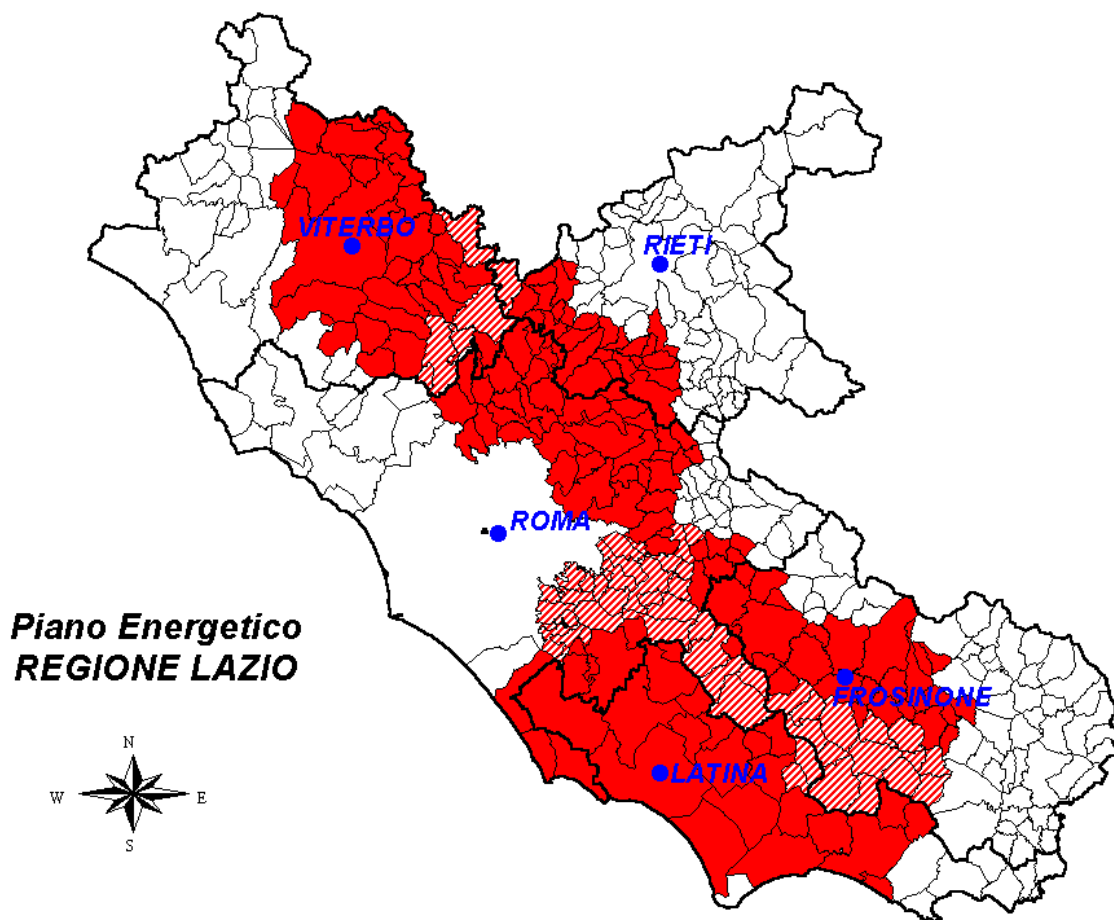 VITERBO
RIETI
ROMA
Piano Energetico
REGIONE LAZIO
FROSINONE
LATINA
N
W
E
S